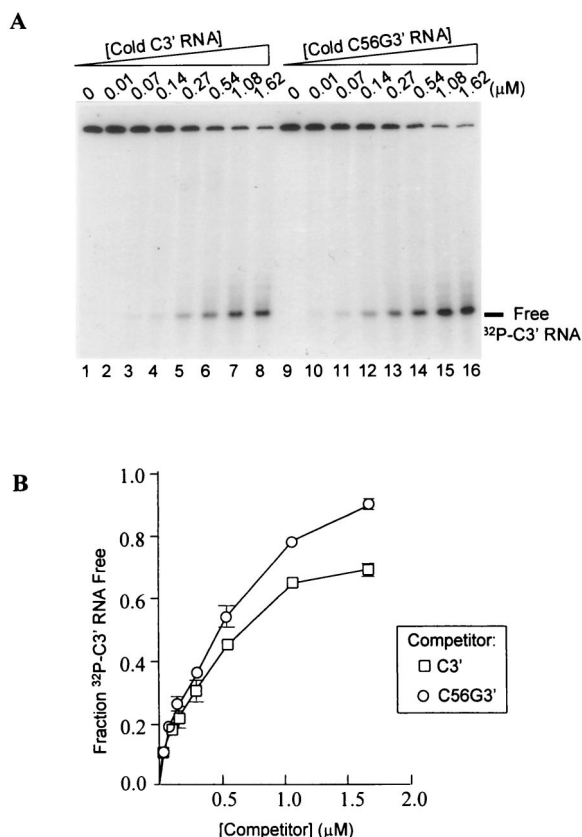 A
[Cold C3' RNA] [Cold C56G3' RNA]
0 0.01 0.07 0.14 0.27 0.54 1.08 1.62 0 0.01 0.07 0.14 0.27 0.54 1.08 1.62 (μM)
Free
32P-C3' RNA
1 2 3 4 5 6 7 8 9 10 11 12 13 14 15 16
B
Fraction 32P-C3' RNA Free
1.0
0.8
0.6
0.4
0.2
0.0
0.5 1.0 1.5 2.0
[Competitor] (μM)
Competitor:
C3'
C56G3'